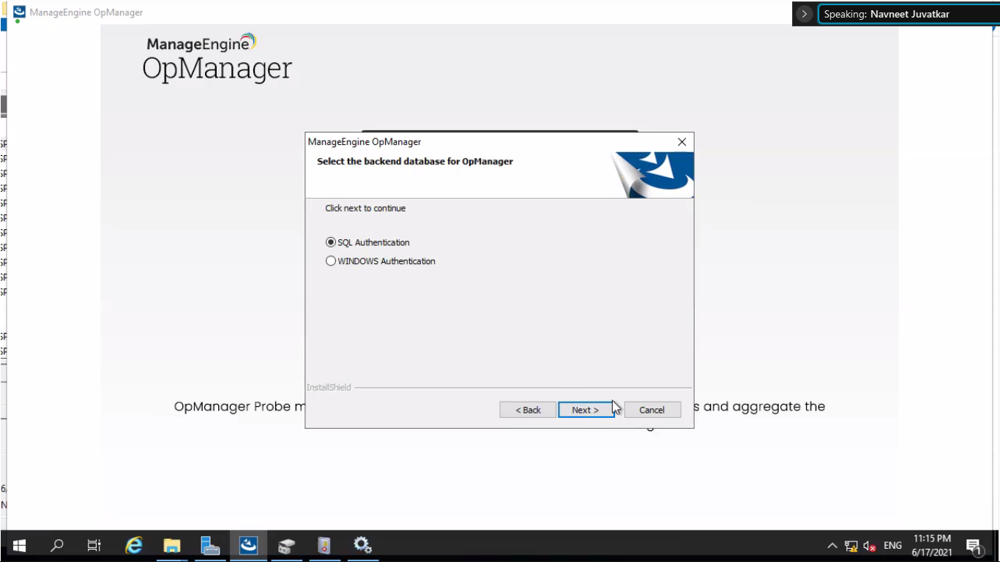 ManageEngine OpManager
Speaking: Navneet Juvatkar
ManageEngine
OpManager
ManageEngine OpManager
Select the backend database for OpManager
Click next to continue
SQL Authentication
WINDOWS Authentication
InstallShield
< Back
Next >
Cancel
OpManager Probe m
s and aggregate the
ENG
11:15 PM
6/17/2021
1